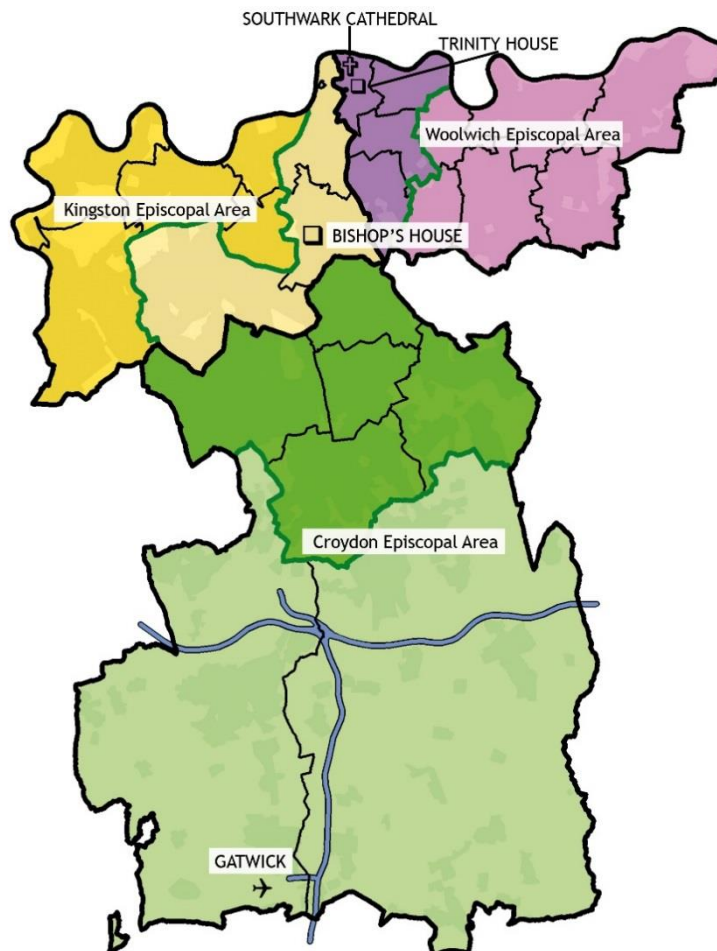 SOUTHWARK CATHEDRAL
TRINITY HOUSE
Woolwich Episcopal Area
Kingston Episcopal Area
BISHOP'S HOUSE
Croydon Episcopal Area
GATWICK